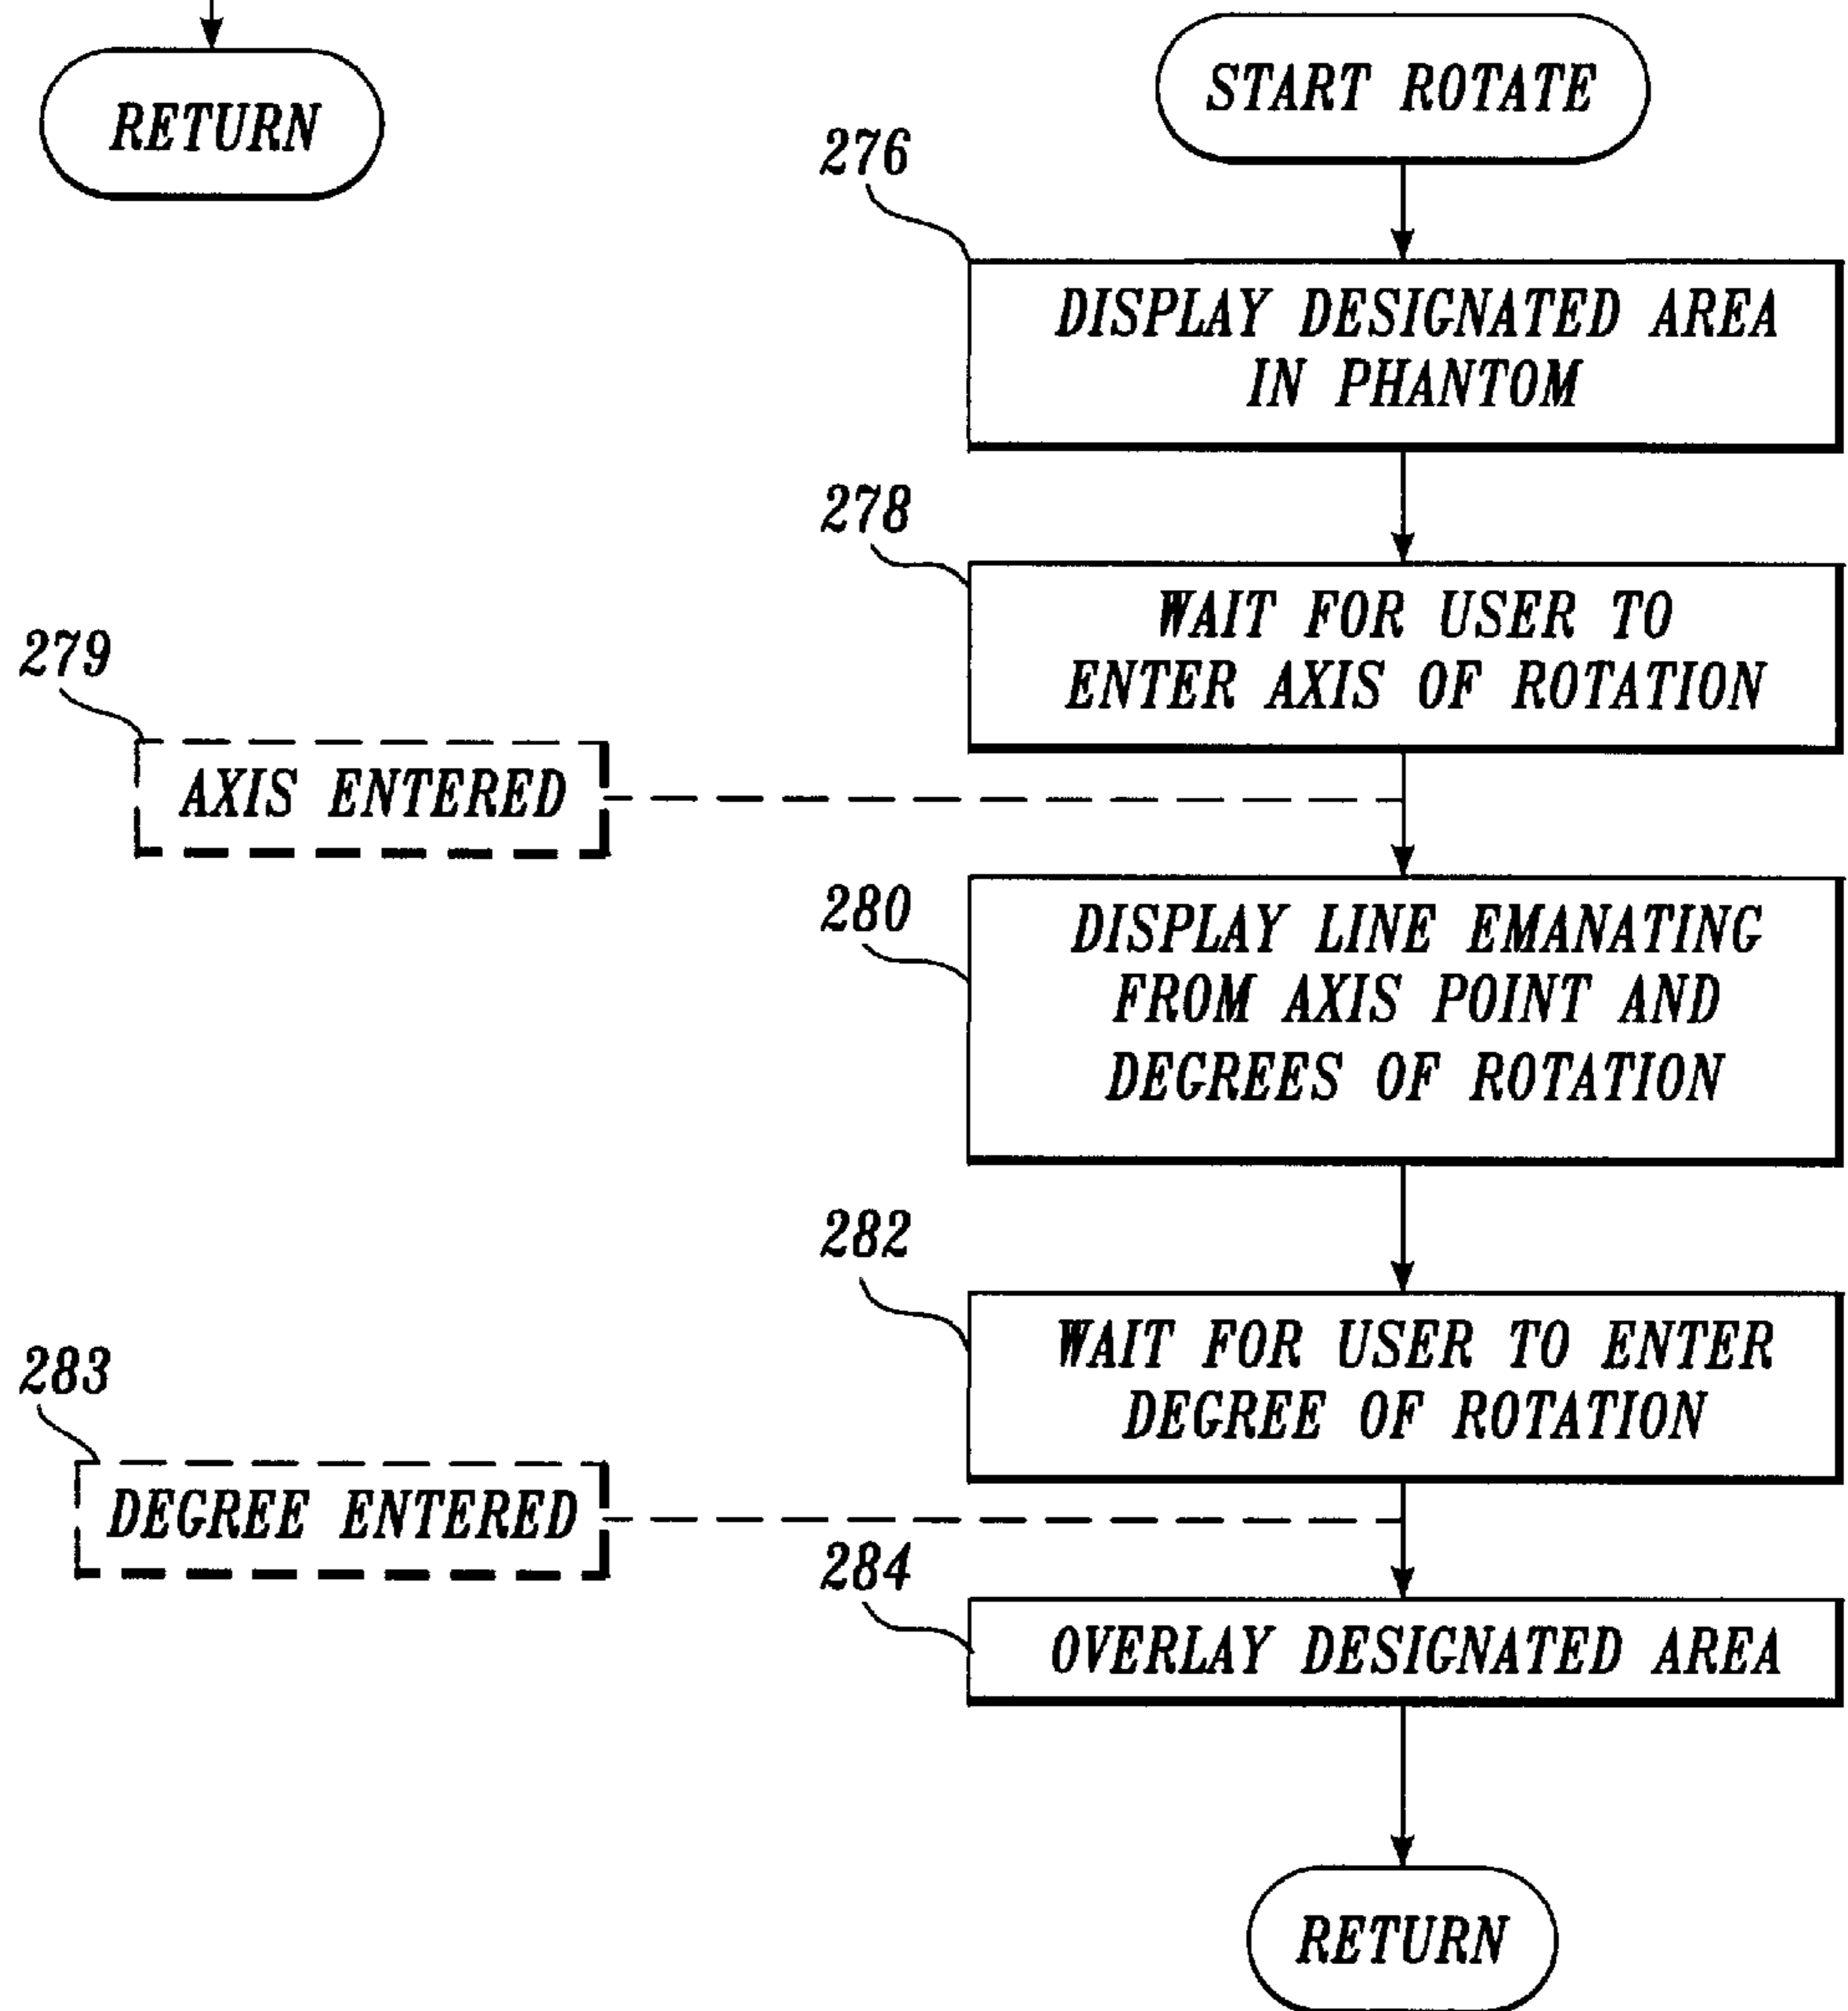 RETURN
START ROTATE
276
DISPLAY DESIGNATED AREA
IN PHANTOM
278
WAIT FOR USER TO
ENTER AXIS OF ROTATION
279
AXIS ENTERED
280
DISPLAY LINE EMANATING
FROM AXIS POINT AND
DEGREES OF ROTATION
282
WAIT FOR USER TO ENTER
DEGREE OF ROTATION
283
DEGREE ENTERED
284
OVERLAY DESIGNATED AREA
RETURN